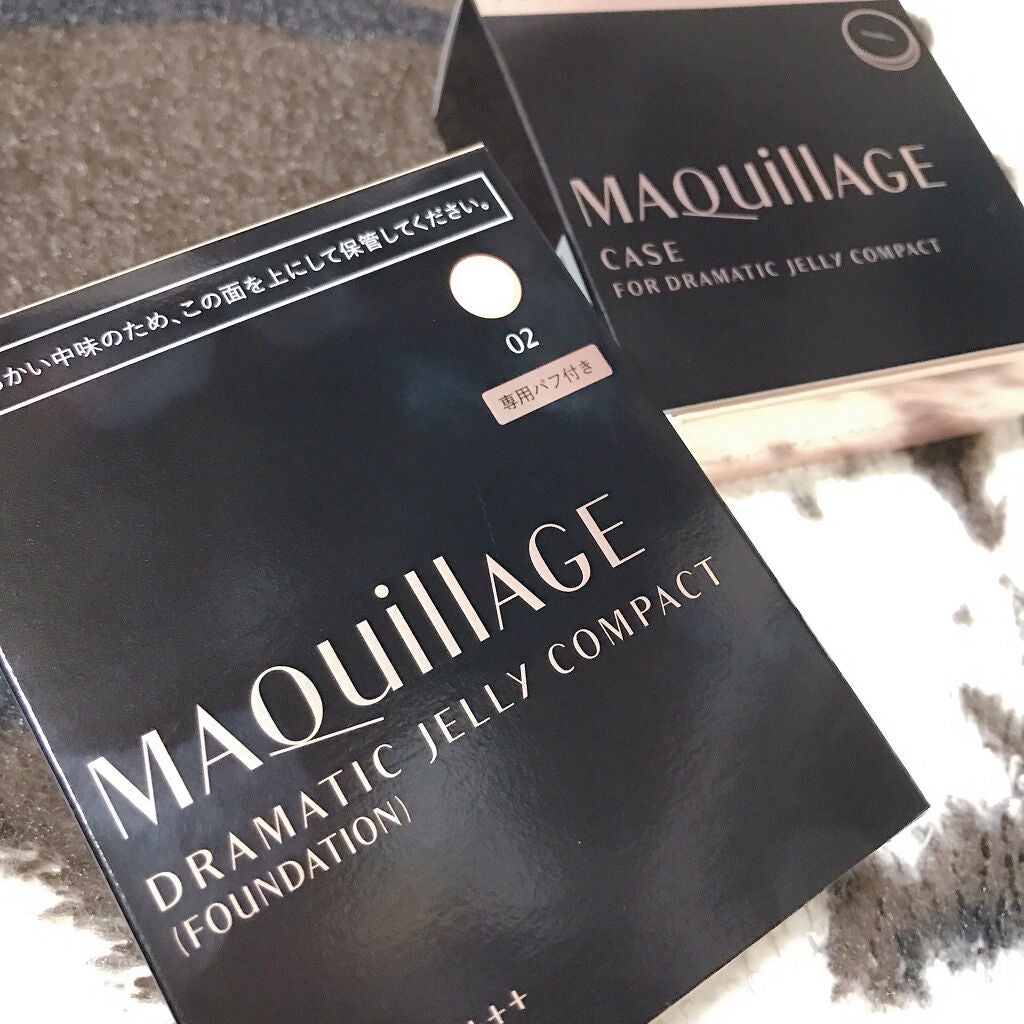 かい中味のため、この面を上にして保管してください。
02
専用パフ付き
MAQuillAGE
DRAMATIC JELLY COMPACT
(FOUNDATION)
+++
MAQuillAGE
CASE
FOR DRAMATIC JELLY COMPACT